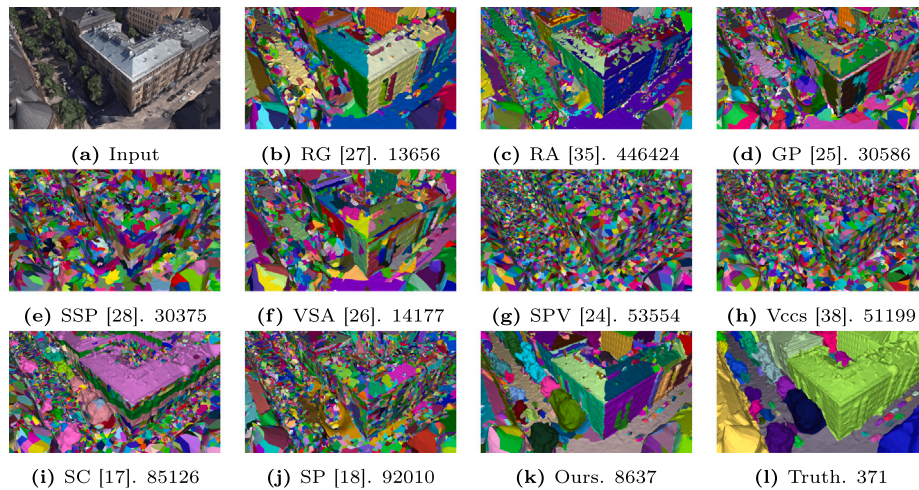 (a) Input
(b) RG [27]. 13656
(c) RA [35]. 446424
(d) GP [25]. 30586
(e) SSP [28]. 30375
(f) VSA [26]. 14177
(g) SPV [24]. 53554
(h) Vccs [38]. 51199
(i) SC [17]. 85126
(j) SP [18]. 92010
(k) Ours. 8637
(l) Truth. 371